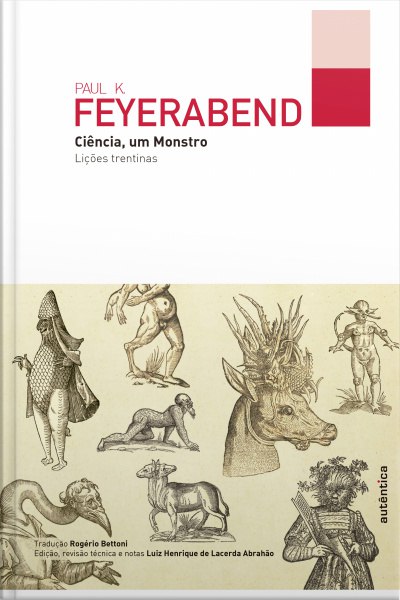 PAUL K.
FEYERABEND
Ciência, um Monstro
Lições trentinas
autêntica
Tradução Rogério Bettoni
Edição, revisão técnica e notas Luiz Henrique de Lacerda Abrahão